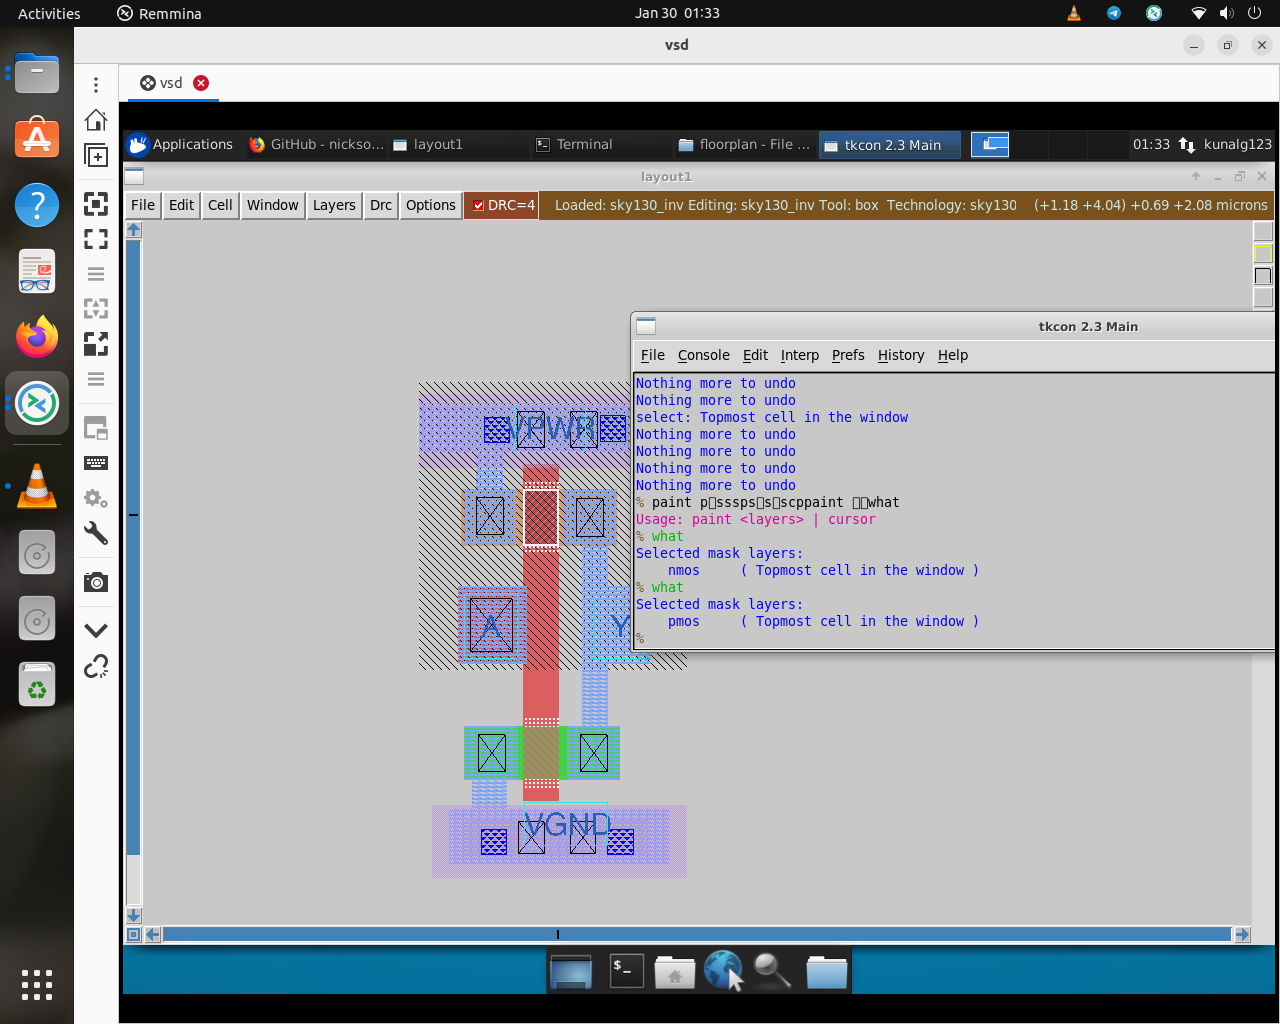 Activities
Remmina
Jan 30 01:33
vsd
vsd
Applications
GitHub - nickso...
layout1
Terminal
floorplan - File ...
tkcon 2.3 Main
01:33
kunalg123
layout1
File Edit Cell Window Layers Drc Options DRC=4 Loaded: sky130_inv Editing: sky130_inv Tool: box Technology: sky130 (+1.18 +4.04) +0.69 +2.08 microns
tkcon 2.3 Main
File Console Edit Interp Prefs History Help
Nothing more to undo
Nothing more to undo
select: Topmost cell in the window
Nothing more to undo
Nothing more to undo
Nothing more to undo
Nothing more to undo
% paint p▯sssps▯s▯scppaint ▯▯what
Usage: paint <layers> | cursor
% what
Selected mask layers:
nmos ( Topmost cell in the window )
% what
Selected mask layers:
pmos ( Topmost cell in the window )
%
VPWR
A
Y
VGND